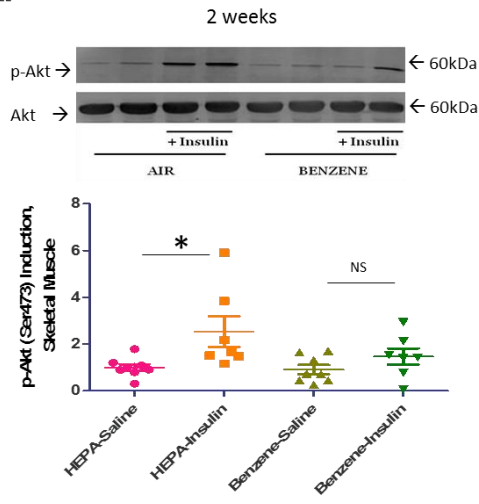 2 weeks
p-Akt → ← 60kDa
Akt → ← 60kDa
+ Insulin + Insulin
AIR BENZENE
p-Akt (Ser473) Induction,
Skeletal Muscle
8
6
4
2
0
* NS
HEPA-Saline
HEPA-Insulin
Benzene-Saline
Benzene-Insulin